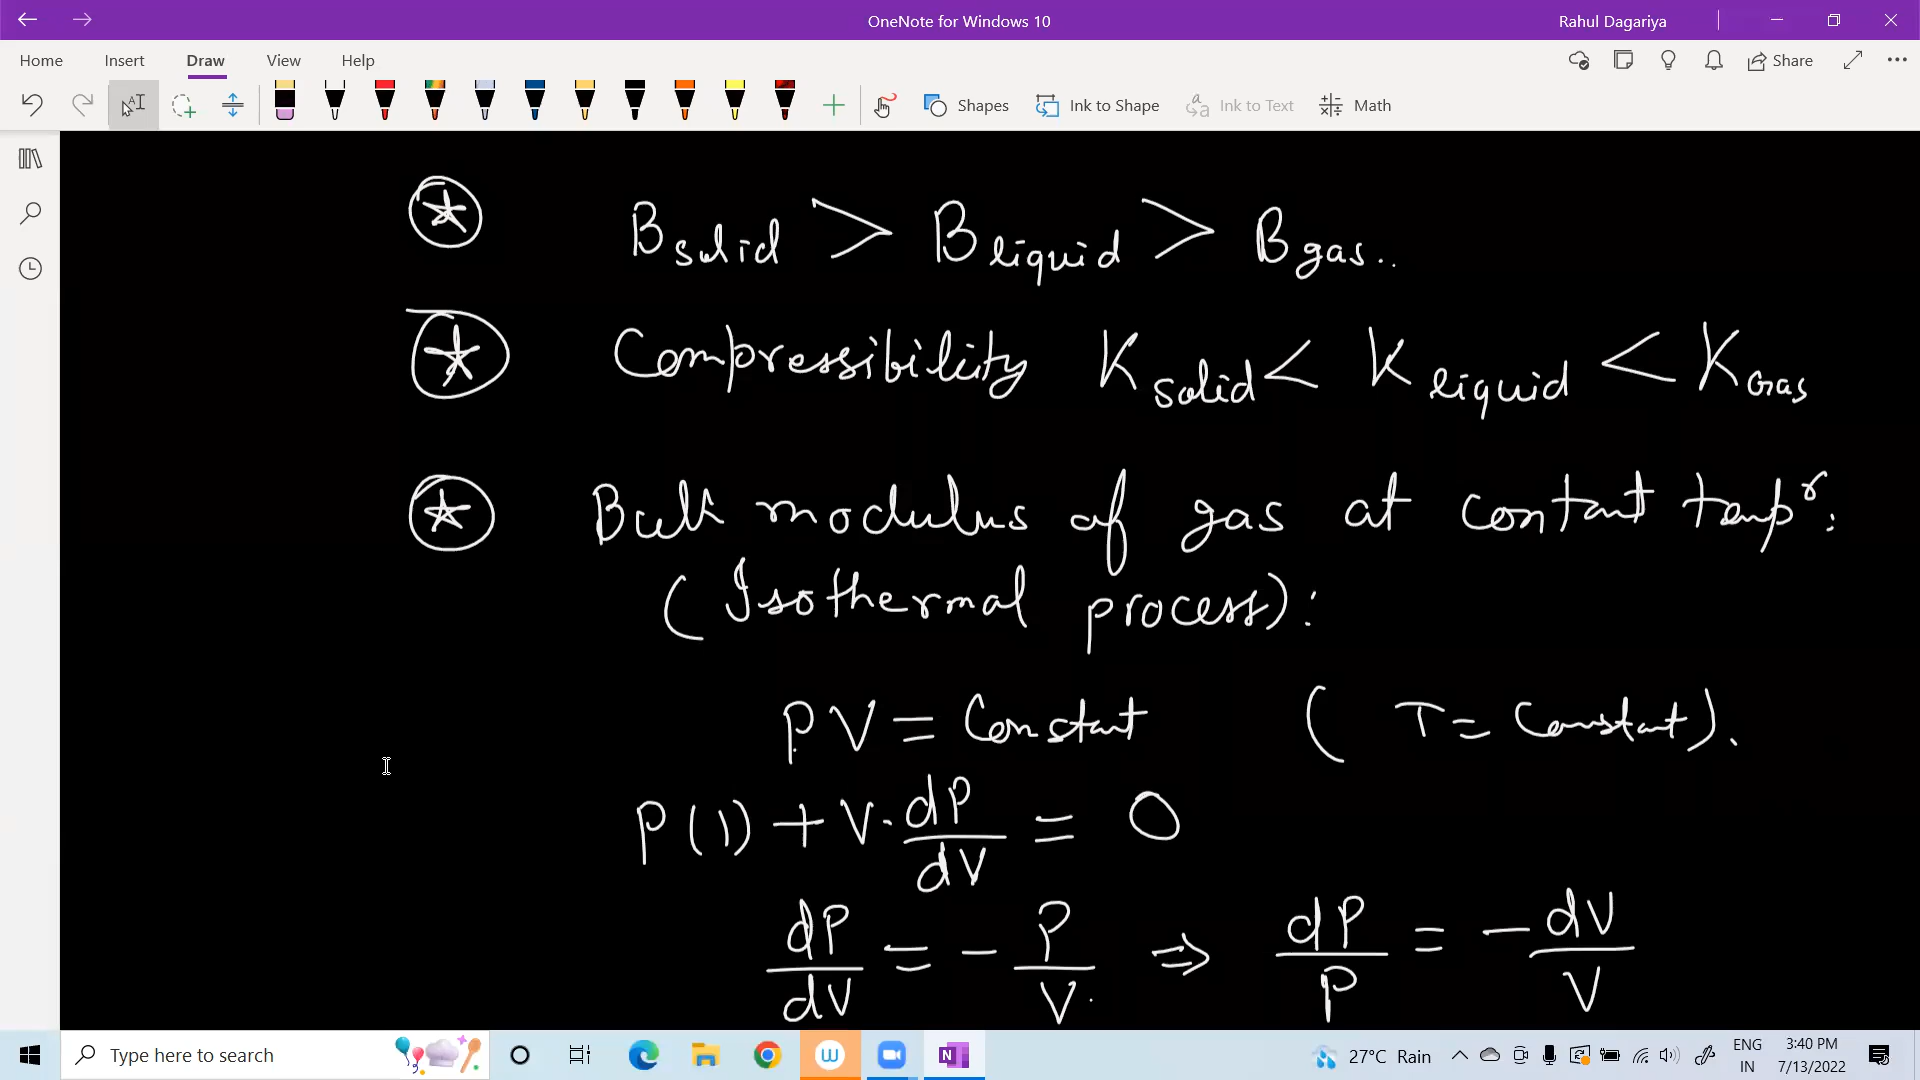 OneNote for Windows 10
Rahul Dagariya
Home Insert Draw View Help
Share
Shapes Ink to Shape Ink to Text Math
B solid > B liquid > B gas..
Compressibility K solid < K liquid < K Gas
Bulk modulus of gas at contant temp^r:
(Isothermal process):
PV = Constant ( T = Constant).
P(1) + V. dP/dV = 0
dP/dV = - P/V. ⇒ dP/P = - dV/V
Type here to search
27°C Rain
ENG
IN
3:40 PM
7/13/2022